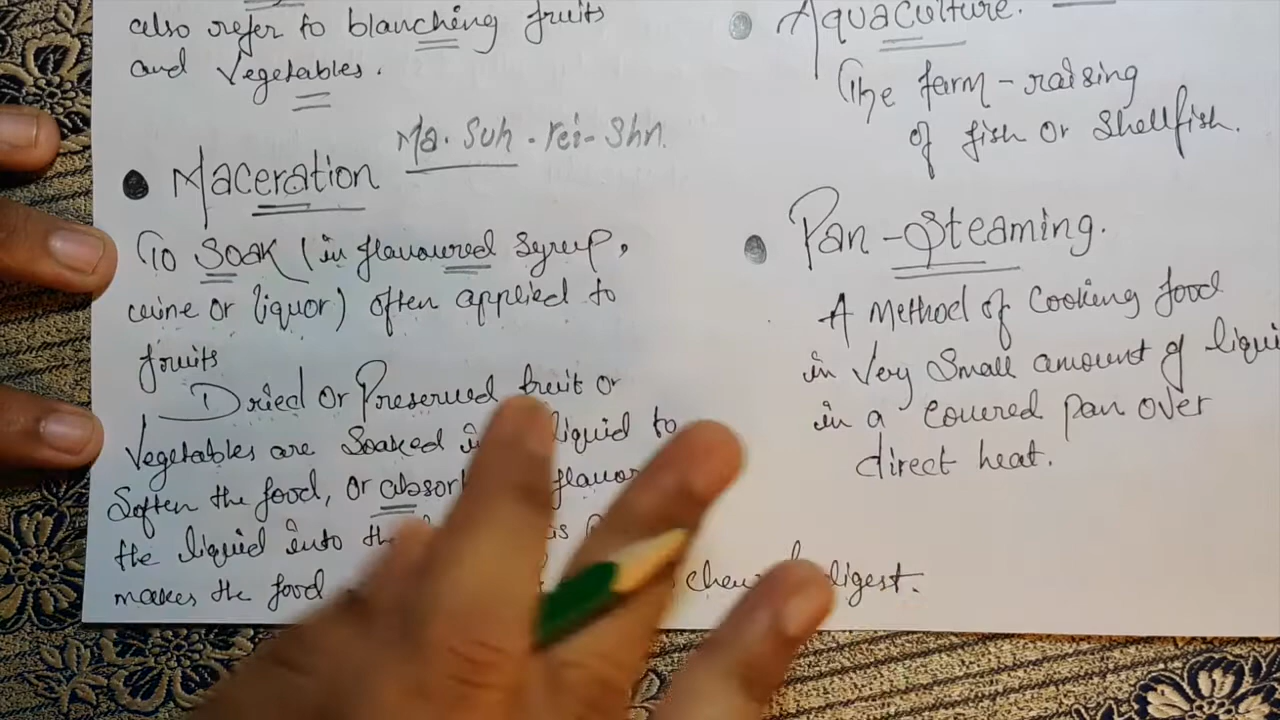 also refer to blanching fruits
and Vegetables.
Ma. Suh - rei - Shn.
Maceration
To SOAK (in flavoured Syrup,
wine or liquor) often applied to
fruits
Dried Or Preserved fruit or
Vegetables are Soaked in liquid to
Soften the food, Or absorb flavor
the liquid into the is
makes the food chew digest.
Aquaculture.
The farm - raising
of fish Or Shellfish.
Pan - Steaming.
A Method of Cooking food
in Very Small amount of liqui
in a Covered pan Over
direct heat.